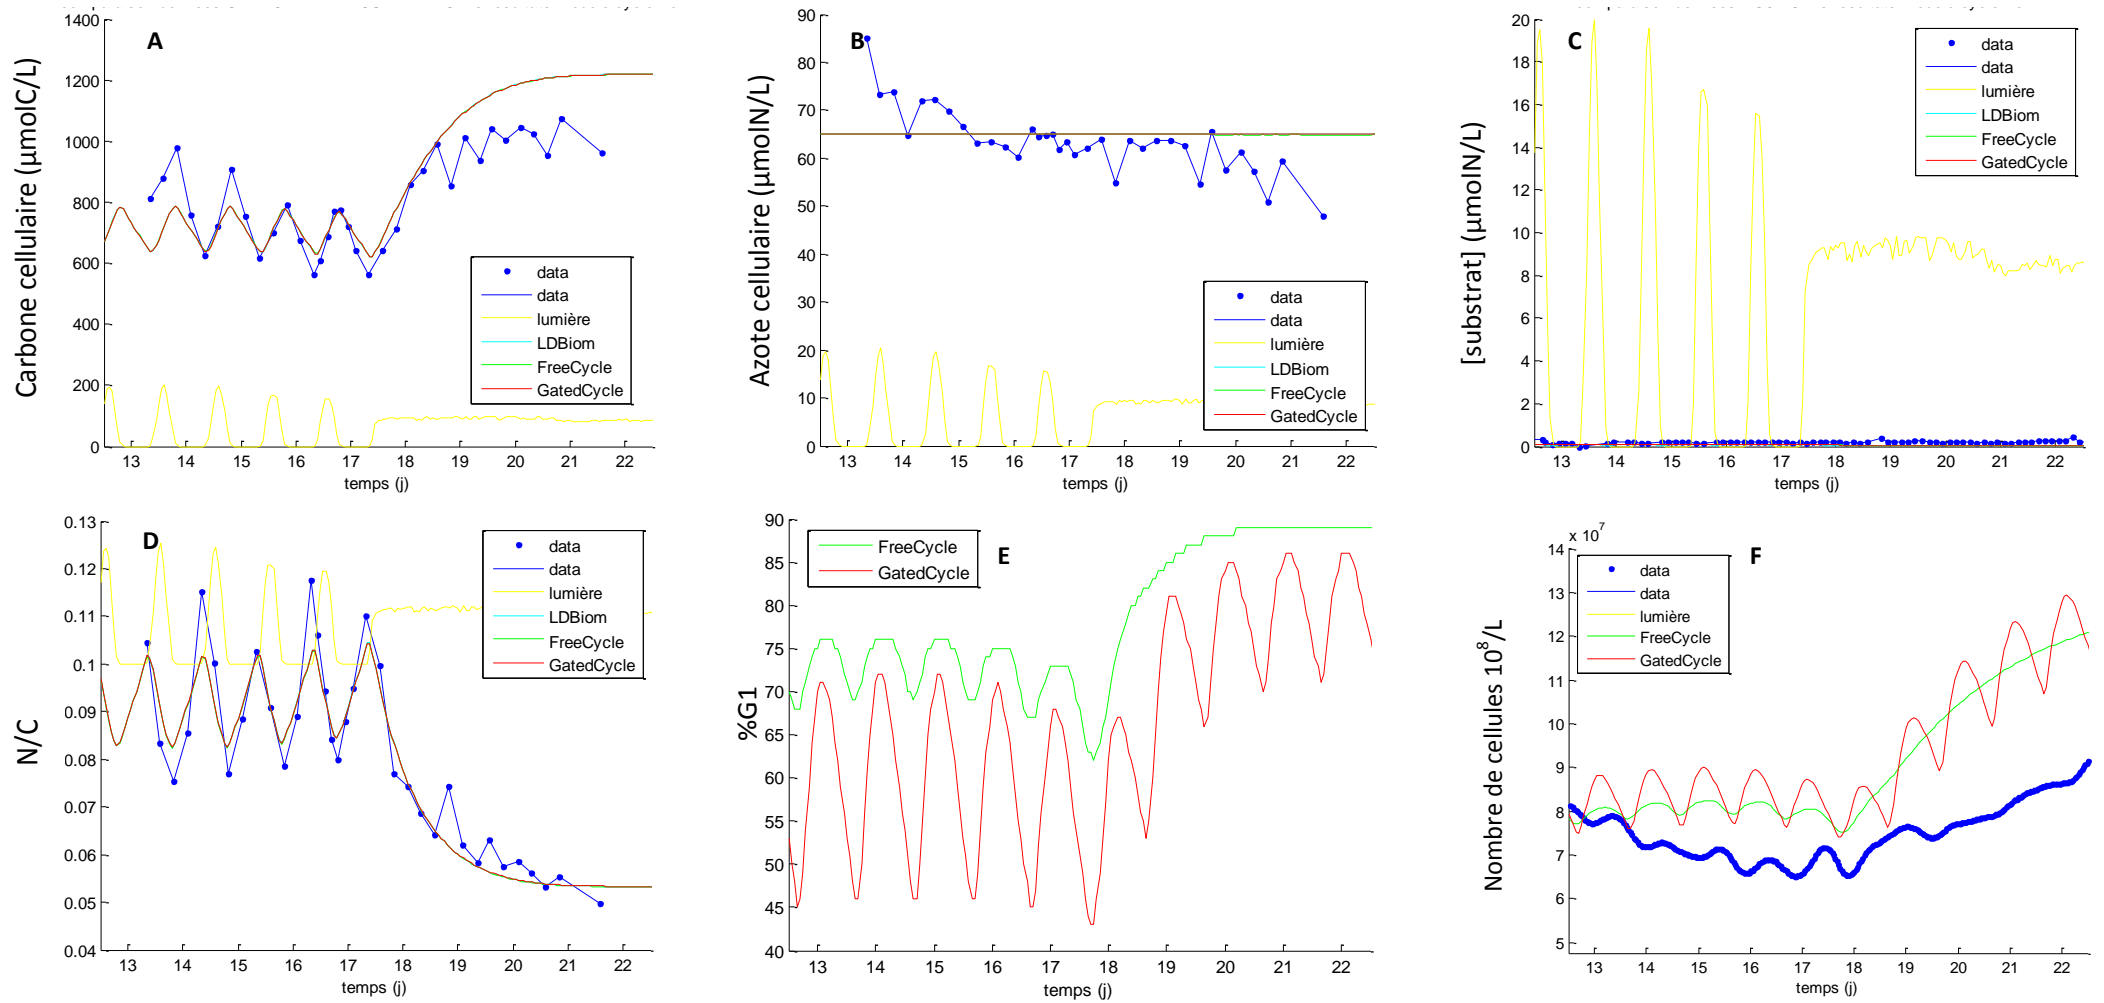 A
Carbone cellulaire (µmolC/L)
1400
1200
1000
800
600
400
200
0
13 14 15 16 17 18 19 20 21 22
temps (j)
data
data
lumière
LDBiom
FreeCycle
GatedCycle
B
Azote cellulaire (µmolN/L)
90
80
70
60
50
40
30
20
10
0
13 14 15 16 17 18 19 20 21 22
temps (j)
data
data
lumière
LDBiom
FreeCycle
GatedCycle
C
[substrat] (µmolN/L)
20
18
16
14
12
10
8
6
4
2
0
13 14 15 16 17 18 19 20 21 22
temps (j)
data
data
lumière
LDBiom
FreeCycle
GatedCycle
D
N/C
0.13
0.12
0.11
0.1
0.09
0.08
0.07
0.06
0.05
0.04
13 14 15 16 17 18 19 20 21 22
temps (j)
data
data
lumière
LDBiom
FreeCycle
GatedCycle
E
%G1
90
85
80
75
70
65
60
55
50
45
40
13 14 15 16 17 18 19 20 21 22
temps (j)
FreeCycle
GatedCycle
F
Nombre de cellules 10⁸/L
x 10⁷
14
13
12
11
10
9
8
7
6
5
13 14 15 16 17 18 19 20 21 22
temps (j)
data
data
lumière
FreeCycle
GatedCycle